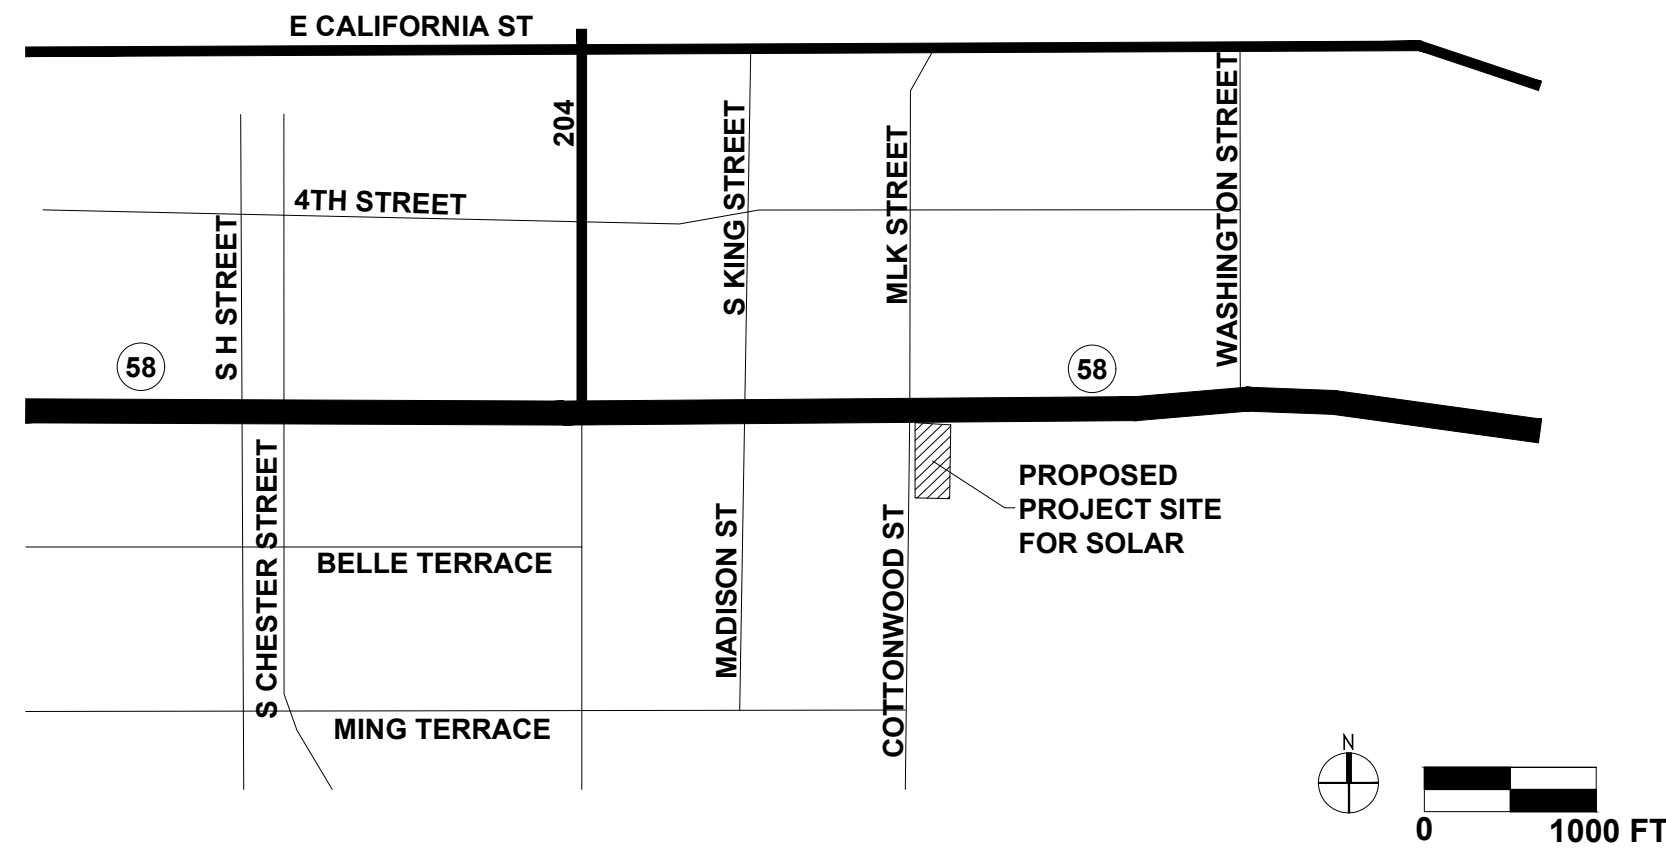 E CALIFORNIA ST
204
4TH STREET
S H STREET
S KING STREET
MLK STREET
WASHINGTON STREET
58
58
S CHESTER STREET
BELLE TERRACE
MADISON ST
COTTONWOOD ST
PROPOSED
PROJECT SITE
FOR SOLAR
MING TERRACE
N
0
1000 FT